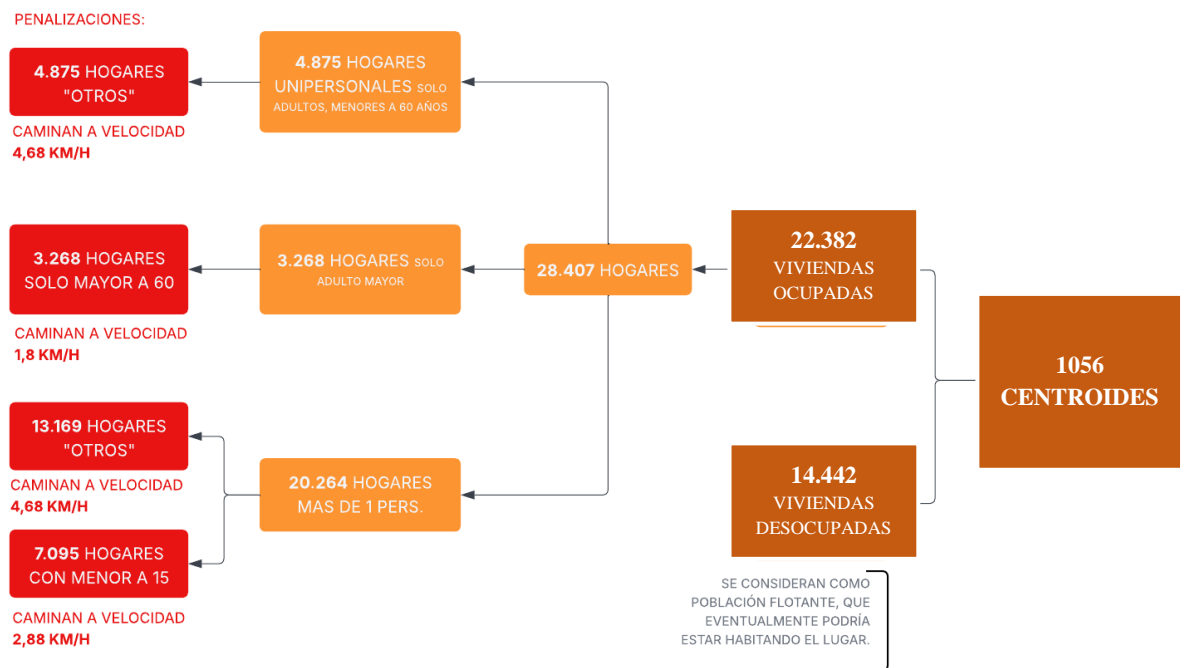 PENALIZACIONES:
4.875 HOGARES
"OTROS"
CAMINAN A VELOCIDAD
4,68 KM/H
4.875 HOGARES
UNIPERSONALES SOLO
ADULTOS, MENORES A 60 AÑOS
3.268 HOGARES
SOLO MAYOR A 60
CAMINAN A VELOCIDAD
1,8 KM/H
3.268 HOGARES SOLO
ADULTO MAYOR
28.407 HOGARES
22.382
VIVIENDAS
OCUPADAS
1056
CENTROIDES
13.169 HOGARES
"OTROS"
CAMINAN A VELOCIDAD
4,68 KM/H
20.264 HOGARES
MAS DE 1 PERS.
7.095 HOGARES
CON MENOR A 15
CAMINAN A VELOCIDAD
2,88 KM/H
14.442
VIVIENDAS
DESOCUPADAS
SE CONSIDERAN COMO
POBLACIÓN FLOTANTE, QUE
EVENTUALMENTE PODRÍA
ESTAR HABITANDO EL LUGAR.